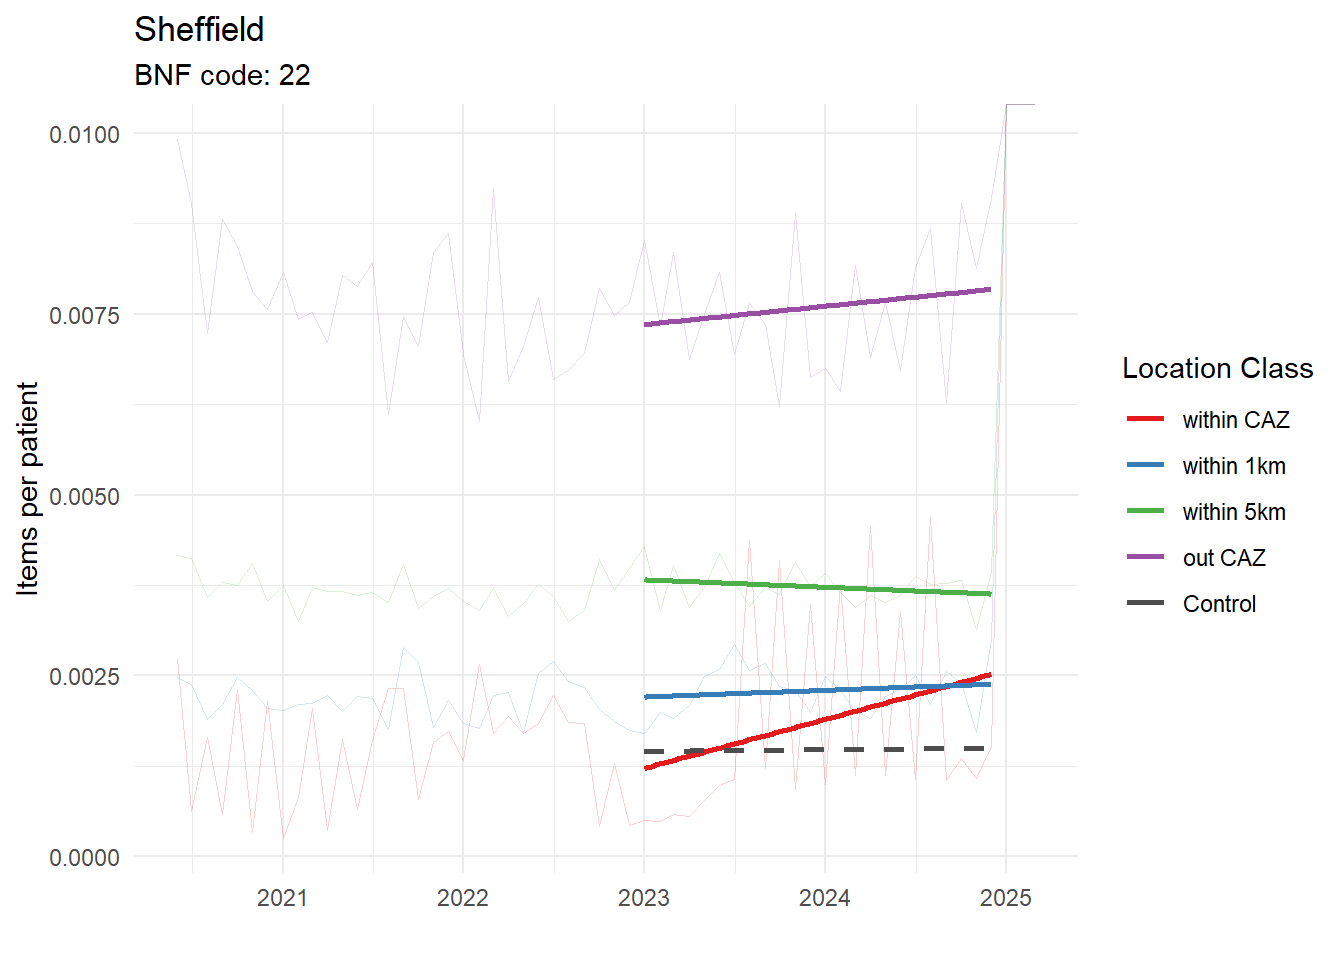 Sheffield
BNF code: 22
Items per patient
0.0100
0.0075
0.0050
0.0025
0.0000
2021
2022
2023
2024
2025
Location Class
within CAZ
within 1km
within 5km
out CAZ
Control